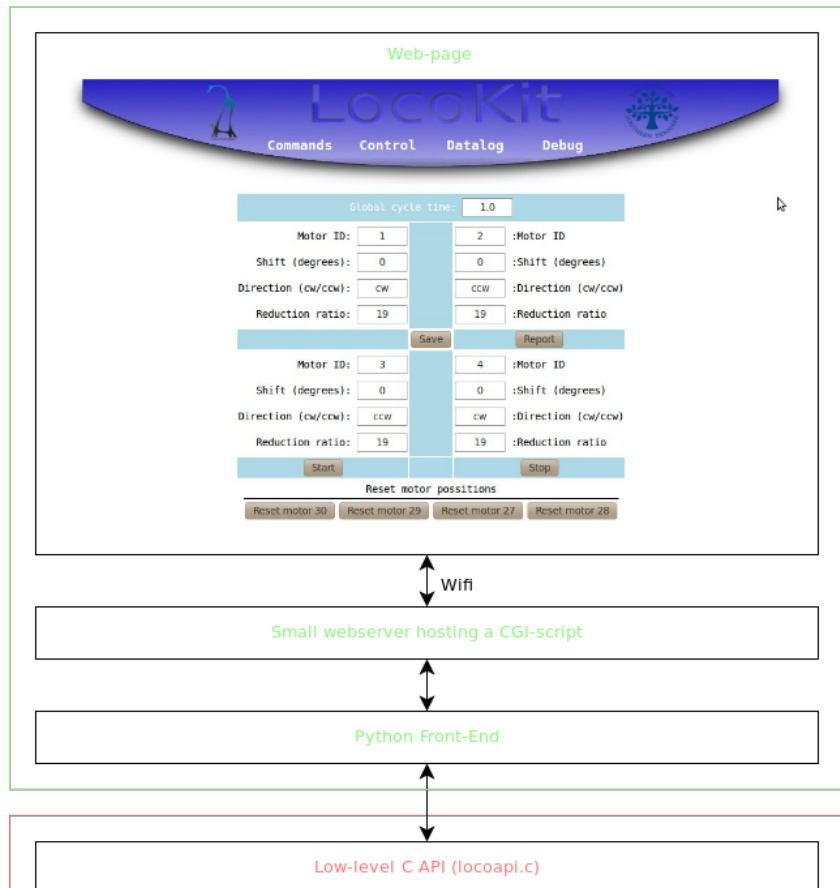 Web-page
LocoKit
Commands Control Datalog Debug
Global cycle time: 1.0
Motor ID: 1 2 :Motor ID
Shift (degrees): 0 0 :Shift (degrees)
Direction (cw/ccw): cw ccw :Direction (cw/ccw)
Reduction ratio: 19 19 :Reduction ratio
Save Report
Motor ID: 3 4 :Motor ID
Shift (degrees): 0 0 :Shift (degrees)
Direction (cw/ccw): ccw cw :Direction (cw/ccw)
Reduction ratio: 19 19 :Reduction ratio
Start Stop
Reset motor possitions
Reset motor 30 Reset motor 29 Reset motor 27 Reset motor 28
Wifi
Small webserver hosting a CGI-script
Python Front-End
Low-level C API (locoapi.c)